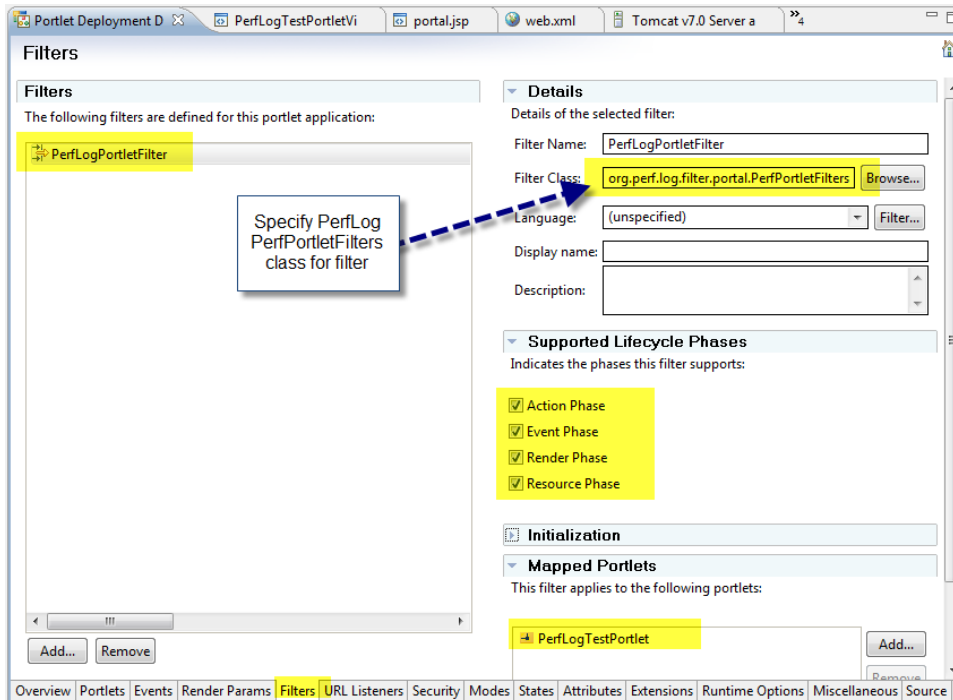 Portlet Deployment D
PerfLogTestPortletVi
portal.jsp
web.xml
Tomcat v7.0 Server a
»4
Filters
Filters
The following filters are defined for this portlet application:
PerfLogPortletFilter
Specify PerfLog
PerfPortletFilters
class for filter
Add...
Remove
Details
Details of the selected filter:
Filter Name:
PerfLogPortletFilter
Filter Class:
org.perf.log.filter.portal.PerfPortletFilters
Browse...
Language:
(unspecified)
Filter...
Display name:
Description:
Supported Lifecycle Phases
Indicates the phases this filter supports:
Action Phase
Event Phase
Render Phase
Resource Phase
Initialization
Mapped Portlets
This filter applies to the following portlets:
PerfLogTestPortlet
Add...
Remove
Overview Portlets Events Render Params Filters URL Listeners Security Modes States Attributes Extensions Runtime Options Miscellaneous Source